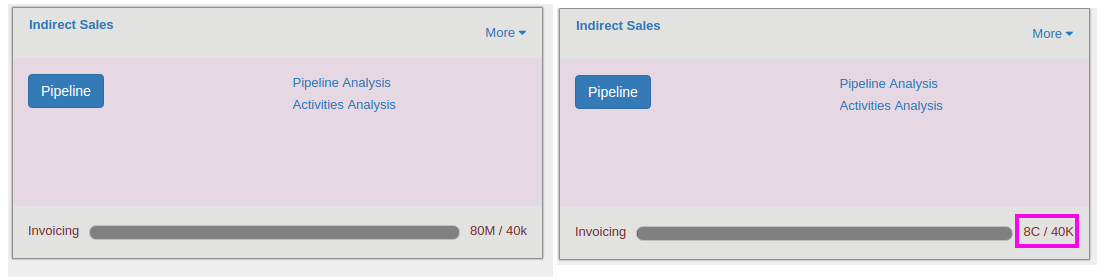 Indirect Sales
More
Pipeline
Pipeline Analysis
Activities Analysis
Invoicing
80M / 40k
Indirect Sales
More
Pipeline
Pipeline Analysis
Activities Analysis
Invoicing
8C / 40K